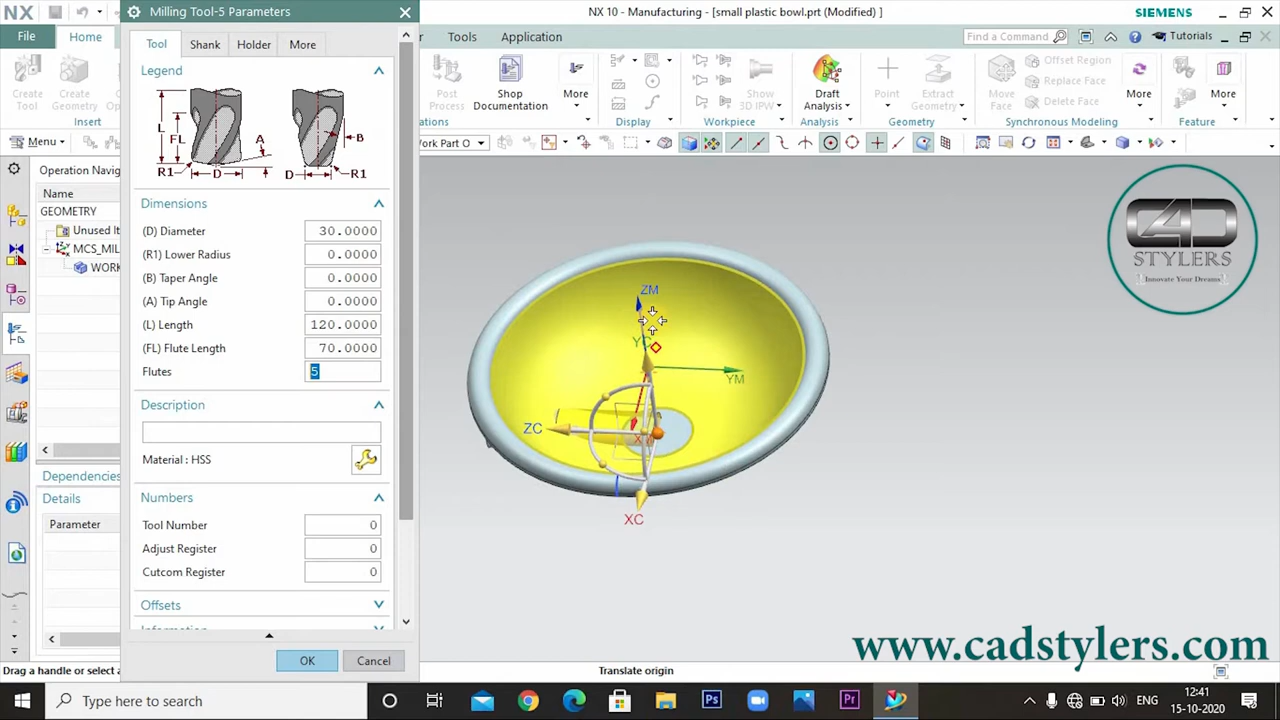 NX
Milling Tool-5 Parameters
NX 10 - Manufacturing - [small plastic bowl.prt (Modified) ]
SIEMENS
File
Home
Tools
Application
Find a Command
Tutorials
Tool
Shank
Holder
More
Legend
L
FL
A
R1
D
B
D
R1
Create
Tool
Create
Geometry
Insert
Post
Process
Shop
Documentation
More
ations
Display
Show
3D IPW
Workpiece
Draft
Analysis
Analysis
Point
Extract
Geometry
Geometry
Move
Face
Offset Region
Replace Face
Delete Face
More
Synchronous Modeling
More
Feature
Menu
ork Part O
Operation Navig
Name
GEOMETRY
Unused It
MCS_MIL
WORK
Dependencies
Details
Parameter
Dimensions
(D) Diameter 30.0000
(R1) Lower Radius 0.0000
(B) Taper Angle 0.0000
(A) Tip Angle 0.0000
(L) Length 120.0000
(FL) Flute Length 70.0000
Flutes 5
Description
Material : HSS
Numbers
Tool Number 0
Adjust Register 0
Cutcom Register 0
Offsets
OK
Cancel
ZM
YC
YM
ZC
XC
CAD
STYLERS
Innovate Your Dreams
www.cadstylers.com
Drag a handle or select a
Translate origin
Type here to search
Ps
Pr
ENG
12:41
15-10-2020